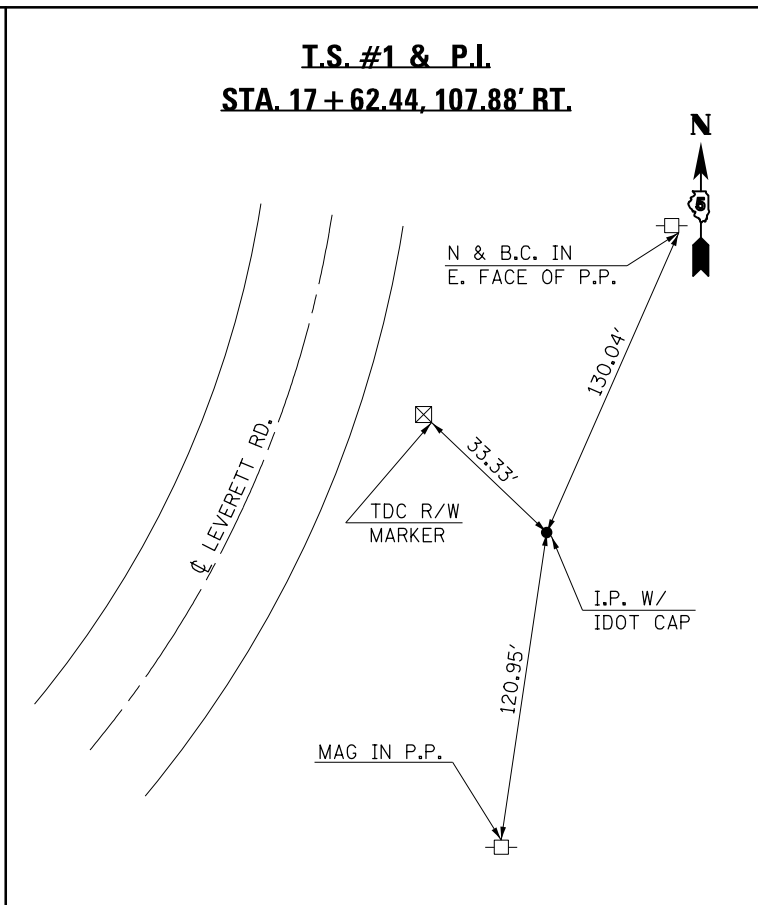 T.S. #1 & P.I.
STA. 17 + 62.44, 107.88' RT.
N
5
N & B.C. IN
E. FACE OF P.P.
130.04'
33.33'
TDC R/W
MARKER
℄ LEVERETT RD.
I.P. W/
IDOT CAP
120.95'
MAG IN P.P.